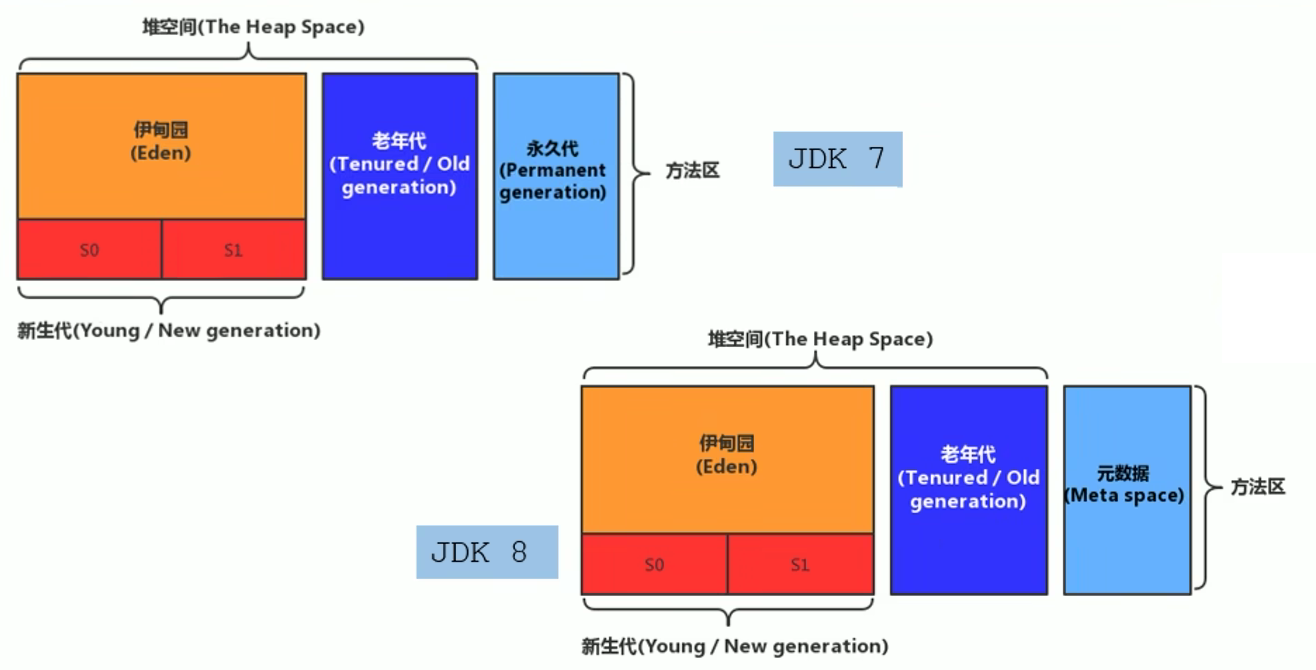 堆空间(The Heap Space)
伊甸园
(Eden)
S0
S1
老年代
(Tenured / Old
generation)
永久代
(Permanent
generation)
方法区
JDK 7
新生代(Young / New generation)
堆空间(The Heap Space)
伊甸园
(Eden)
S0
S1
老年代
(Tenured / Old
generation)
元数据
(Meta space)
方法区
JDK 8
新生代(Young / New generation)